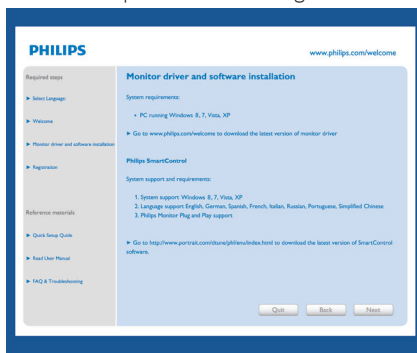 PHILIPS
www.philips.com/welcome
Required steps
► Select Language:
► Welcome
► Monitor driver and software installation
► Registration
Reference materials
► Quick Setup Guide
► Read User Manual
► FAQ & Troubleshooting
Monitor driver and software installation
System requirements:
• PC running Windows 8, 7, Vista, XP
► Go to www.philips.com/welcome to download the latest version of monitor driver
Philips SmartControl
System support and requirements:
1. System support Windows 8, 7, Vista, XP
2. Language support English, German, Spanish, French, Italian, Russian, Portuguese, Simplified Chinese
3. Philips Monitor Plug and Play support
► Go to http://www.portrait.com/dtune/phl/enu/index.html to download the latest version of SmartControl
software.
Quit
Back
Next